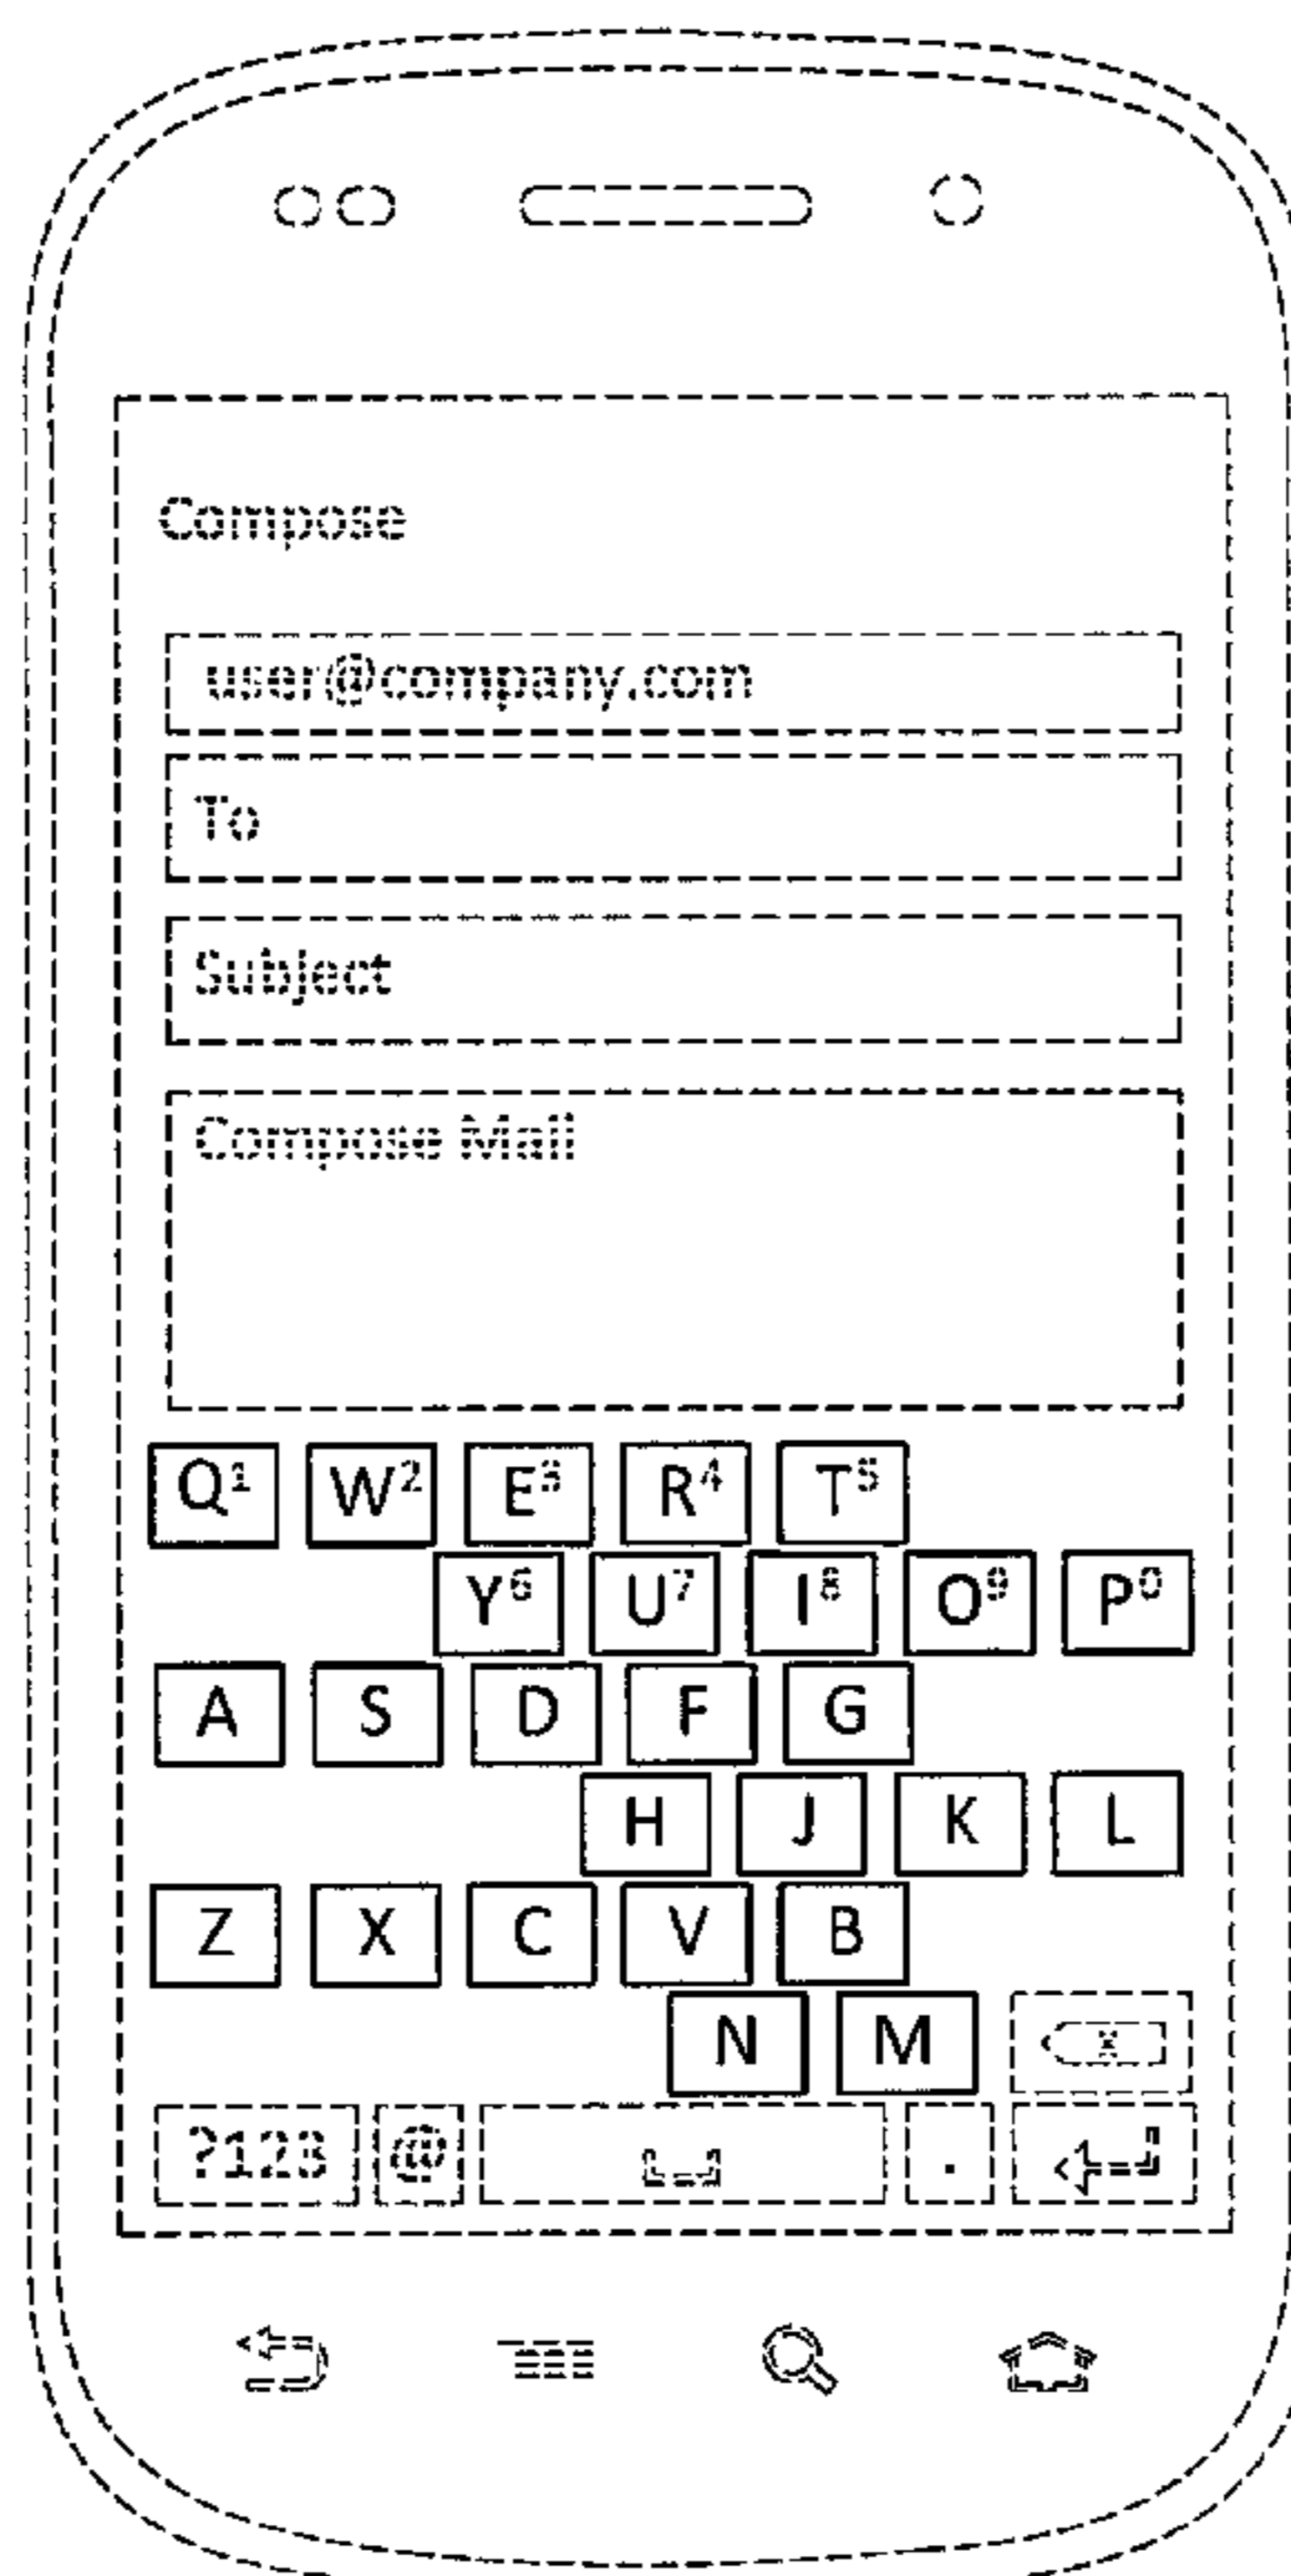 Compose
user@company.com
To
Subject
Compose Mail
Q1 W2 E3 R4 T5
Y6 U7 I8 O9 P0
A S D F G
H J K L
Z X C V B
N M x
?123 @ .